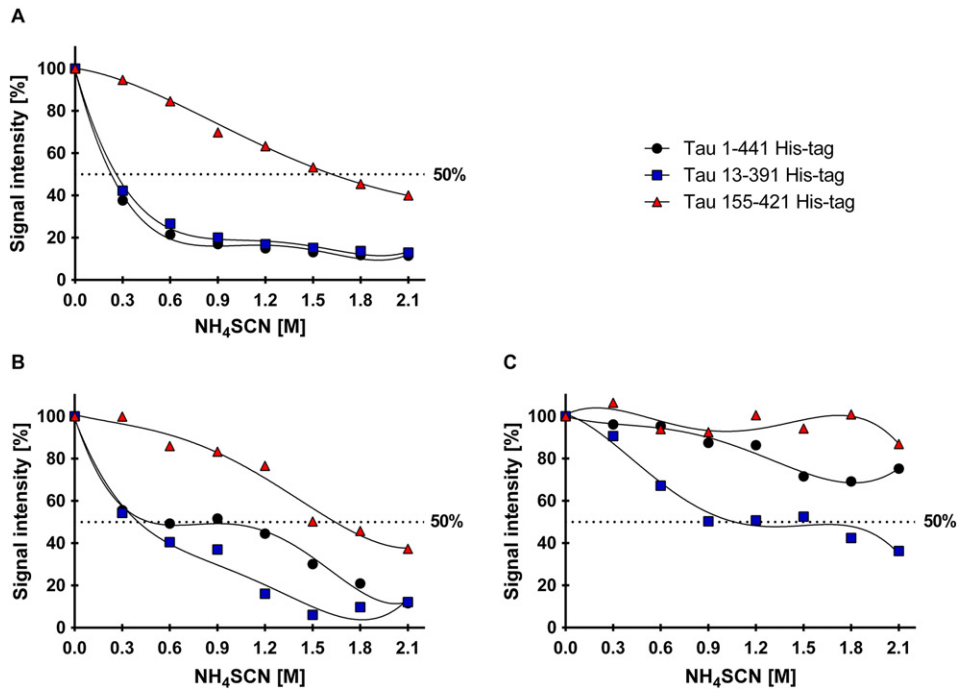 A
Signal intensity [%]
100
80
60
40
20
0
50%
0.0 0.3 0.6 0.9 1.2 1.5 1.8 2.1
NH₄SCN [M]
Tau 1-441 His-tag
Tau 13-391 His-tag
Tau 155-421 His-tag
B
Signal intensity [%]
100
80
60
40
20
0
50%
0.0 0.3 0.6 0.9 1.2 1.5 1.8 2.1
NH₄SCN [M]
C
Signal intensity [%]
100
80
60
40
20
0
50%
0.0 0.3 0.6 0.9 1.2 1.5 1.8 2.1
NH₄SCN [M]